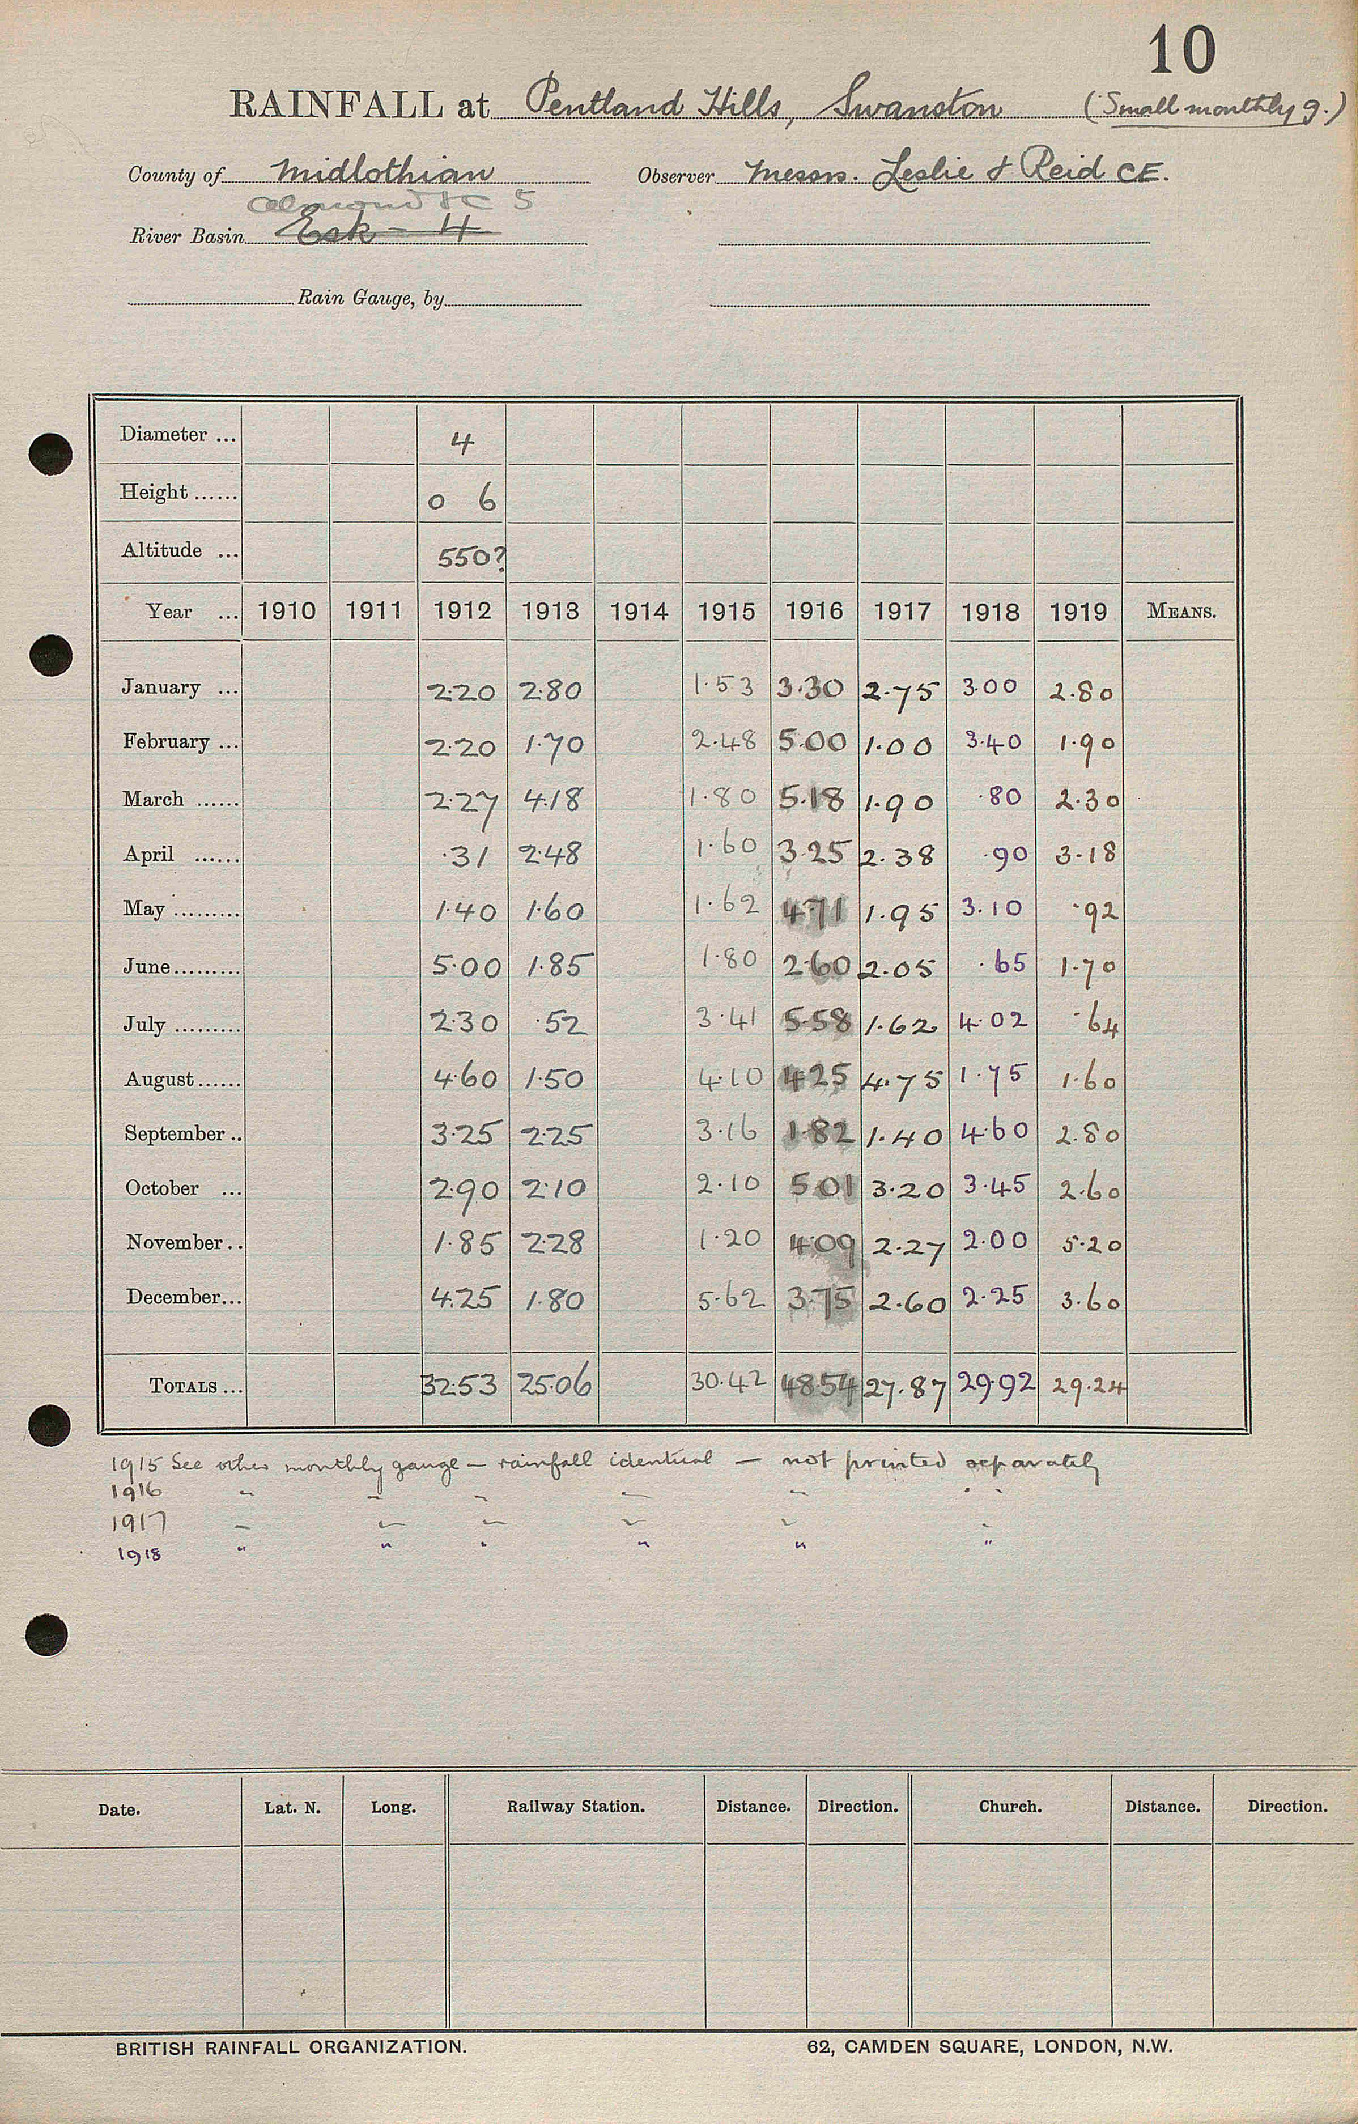 10
RAINFALL at Pentland Hills, Swanston (Small monthly g.)
County of Midlothian Observer Messrs. Leslie & Reid CE.
Almond &c 5
River Basin Esk - 4
Rain Gauge, by
Diameter ... 4
Height ...... 0 6
Altitude ... 550?
Year ... 1910 1911 1912 1913 1914 1915 1916 1917 1918 1919 MEANS.
January ... 2.20 2.80 1.53 3.30 2.75 3.00 2.80
February ... 2.20 1.70 2.48 5.00 1.00 3.40 1.90
March ...... 2.27 4.18 1.80 5.18 1.90 .80 2.30
April ...... .31 2.48 1.60 3.25 2.38 .90 3.18
May ......... 1.40 1.60 1.62 4.71 1.95 3.10 .92
June ......... 5.00 1.85 1.80 2.60 2.05 .65 1.70
July ......... 2.30 .52 3.41 5.58 1.62 4.02 .64
August ...... 4.60 1.50 4.10 4.25 4.75 1.75 1.60
September .. 3.25 2.25 3.16 1.82 1.40 4.60 2.80
October ... 2.90 2.10 2.10 5.01 3.20 3.45 2.60
November .. 1.85 2.28 1.20 4.09 2.27 2.00 5.20
December ... 4.25 1.80 5.62 3.75 2.60 2.25 3.60
TOTALS ... 32.53 25.06 30.42 48.54 27.87 29.92 29.24
1915 See other monthly gauge - rainfall identical - not printed separately
1916 " " " " " " "
1917 " " " " " "
1918 " " " " " "
Date. Lat. N. Long. Railway Station. Distance. Direction. Church. Distance. Direction.
BRITISH RAINFALL ORGANIZATION. 62, CAMDEN SQUARE, LONDON, N.W.